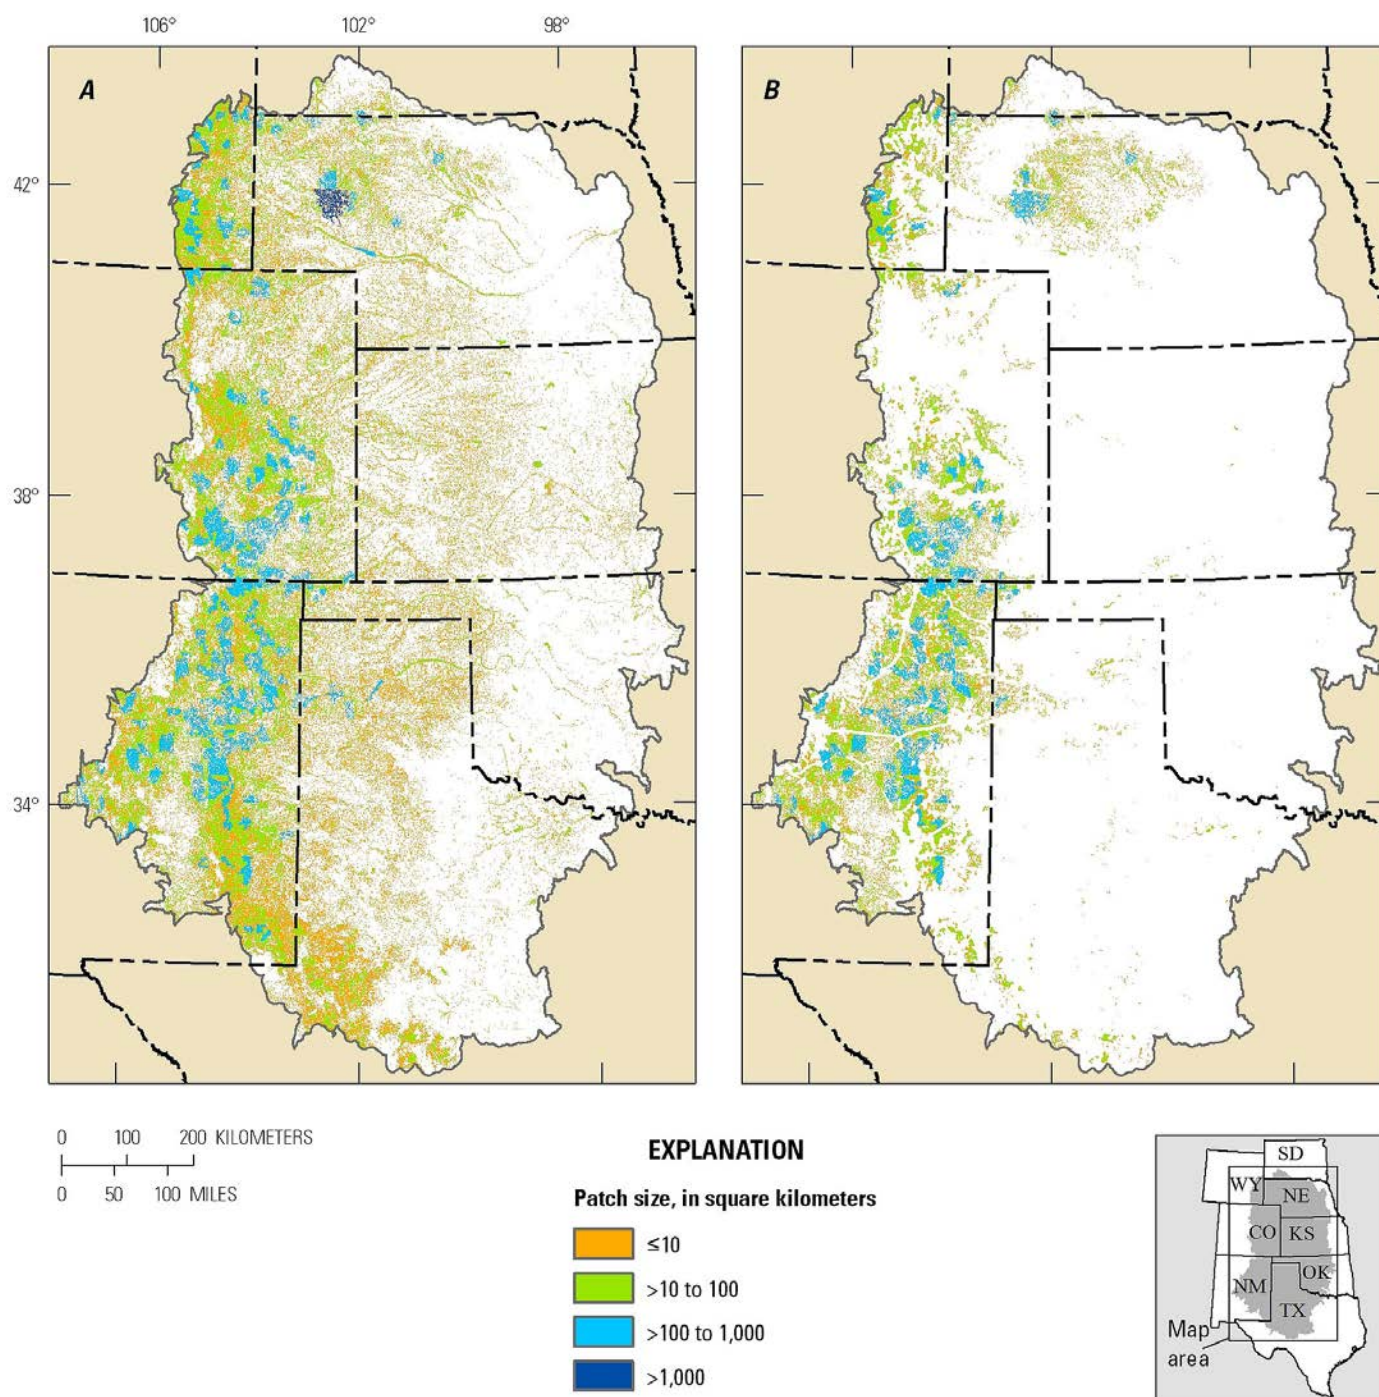 106° 102° 98°
A
B
42°
38°
34°
0 100 200 KILOMETERS
0 50 100 MILES
EXPLANATION
Patch size, in square kilometers
≤10
>10 to 100
>100 to 1,000
>1,000
SD
WY
NE
CO
KS
NM
OK
TX
Map
area